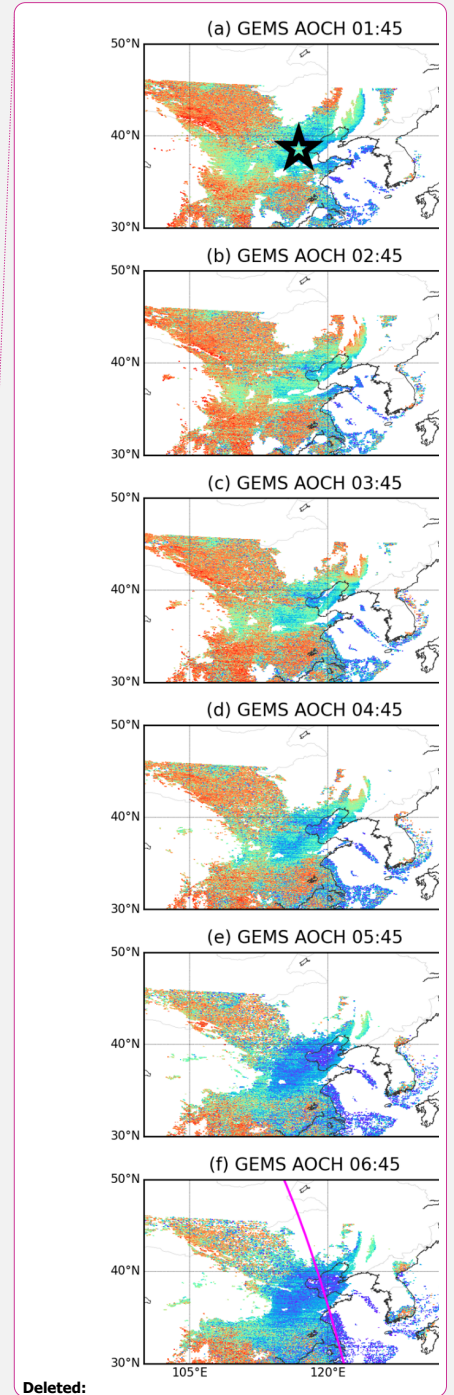 (a) GEMS AOCH 01:45
50°N
40°N
30°N
(b) GEMS AOCH 02:45
50°N
40°N
30°N
(c) GEMS AOCH 03:45
50°N
40°N
30°N
(d) GEMS AOCH 04:45
50°N
40°N
30°N
(e) GEMS AOCH 05:45
50°N
40°N
30°N
(f) GEMS AOCH 06:45
50°N
40°N
30°N
105°E 120°E
Deleted: